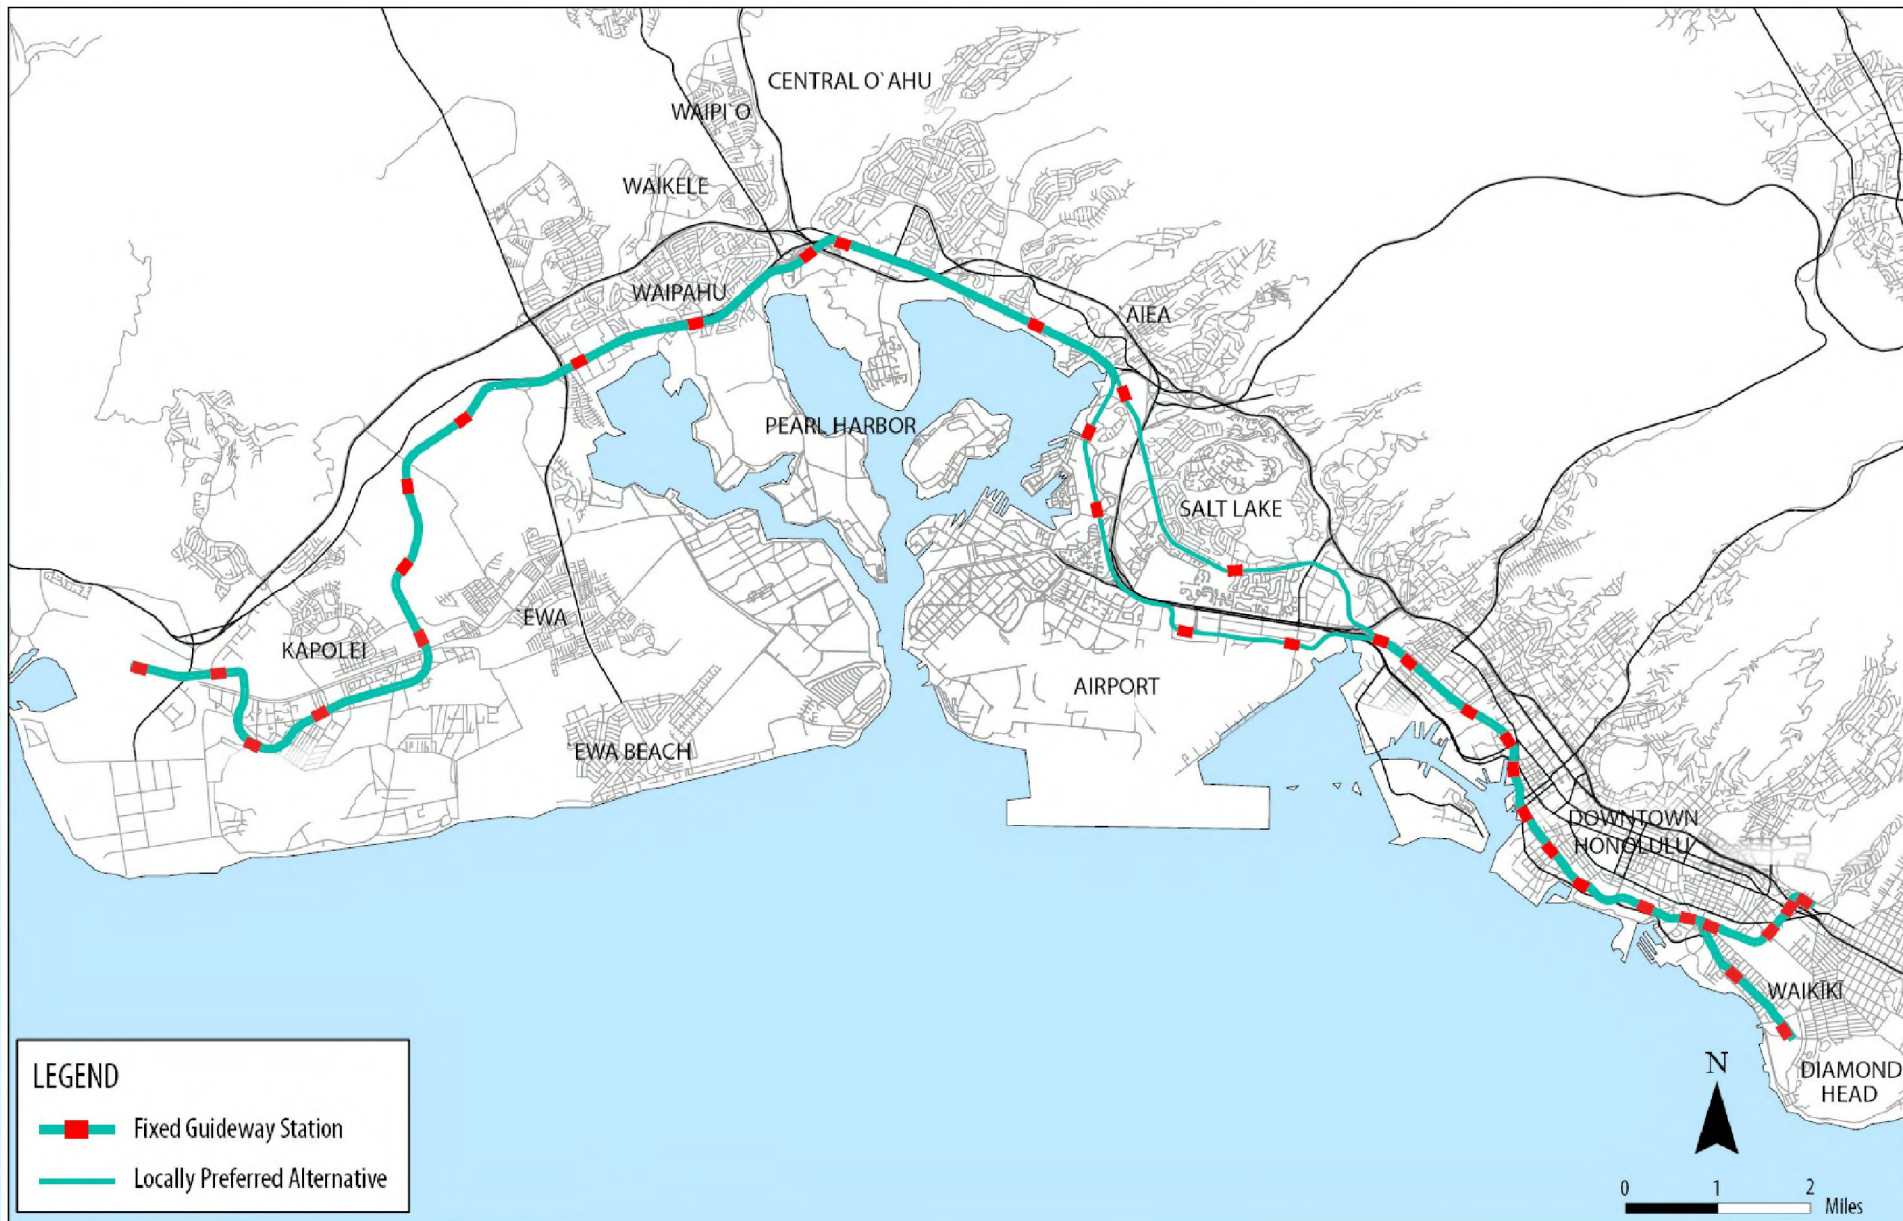 CENTRAL O`AHU
WAIPI`O
WAIKELE
WAIPAHU
AIEA
PEARL HARBOR
SALT LAKE
`EWA
KAPOLEI
AIRPORT
`EWA BEACH
DOWNTOWN
HONOLULU
WAIKIKI
DIAMOND
HEAD
LEGEND
Fixed Guideway Station
Locally Preferred Alternative
N
0 1 2
Miles